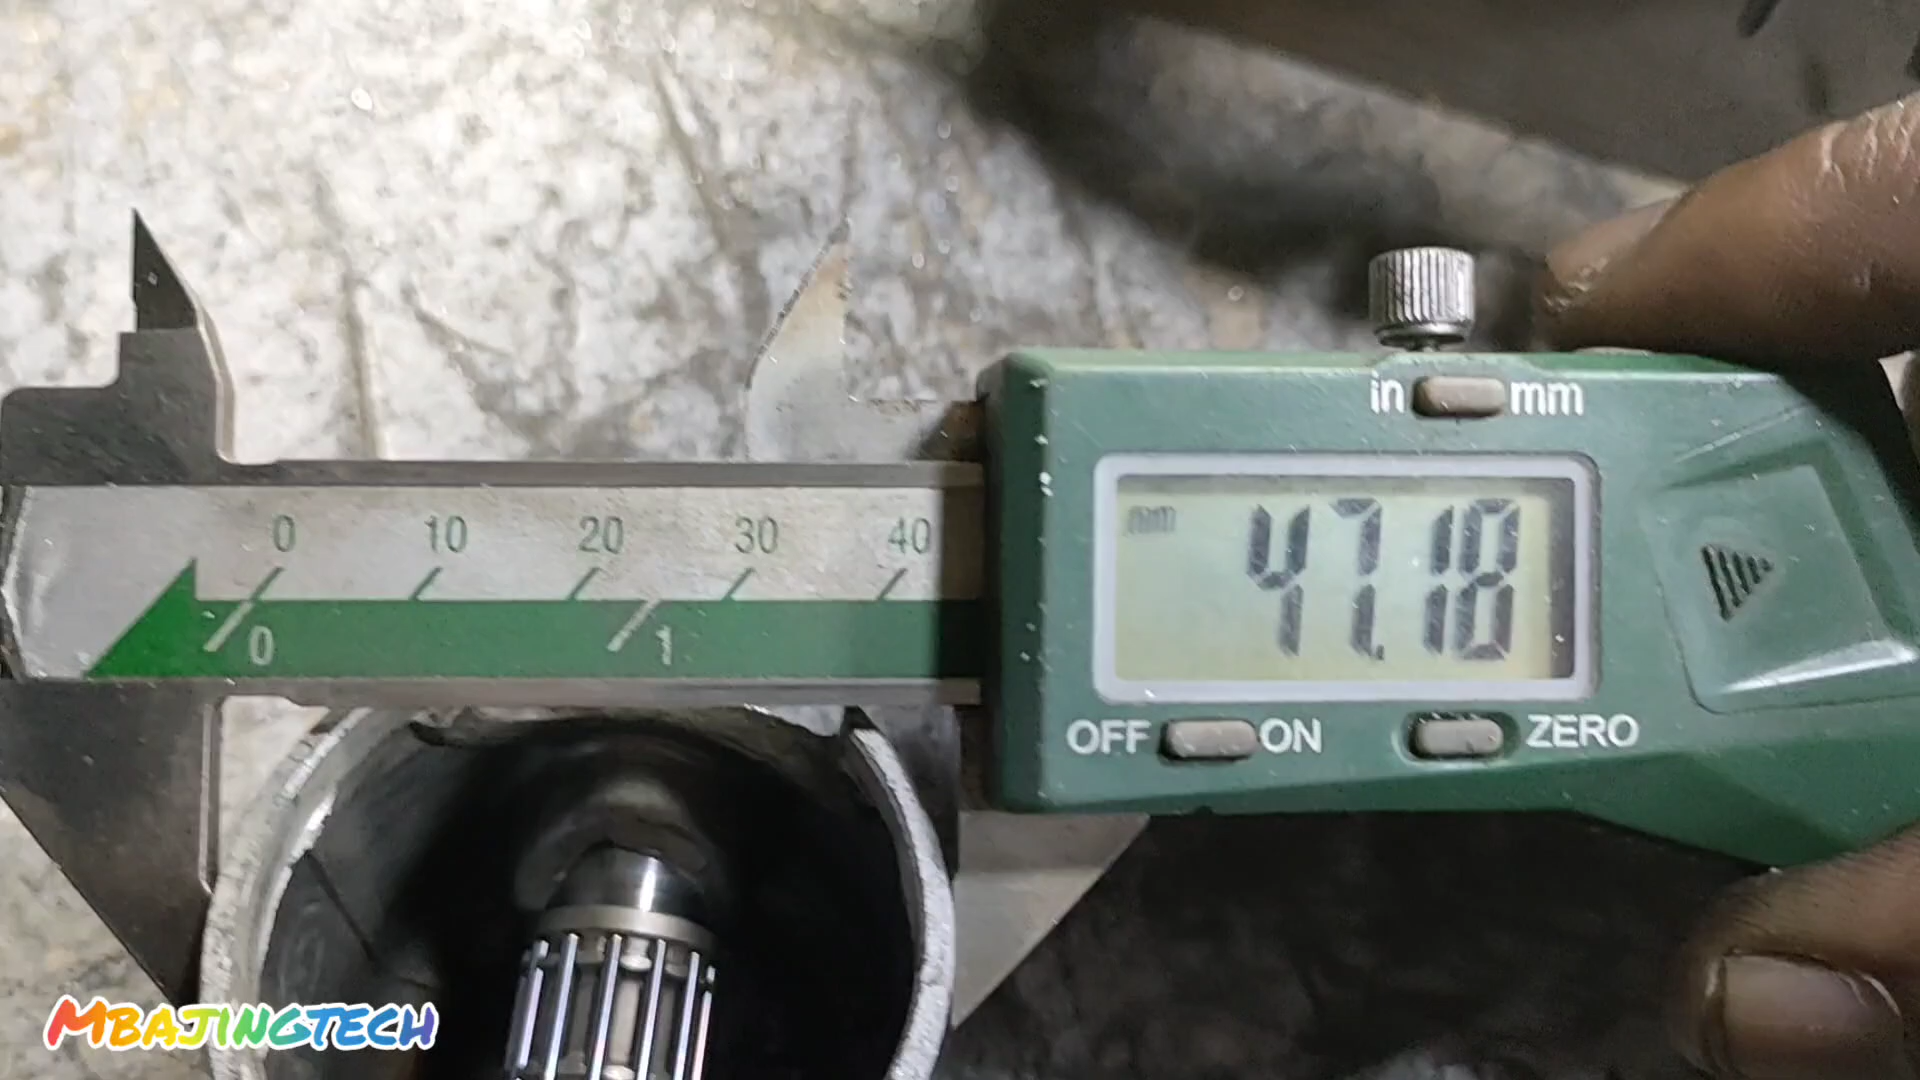 in mm
0 10 20 30 40
mm 47.18
0 1
OFF ON ZERO
MBAJINGTECH